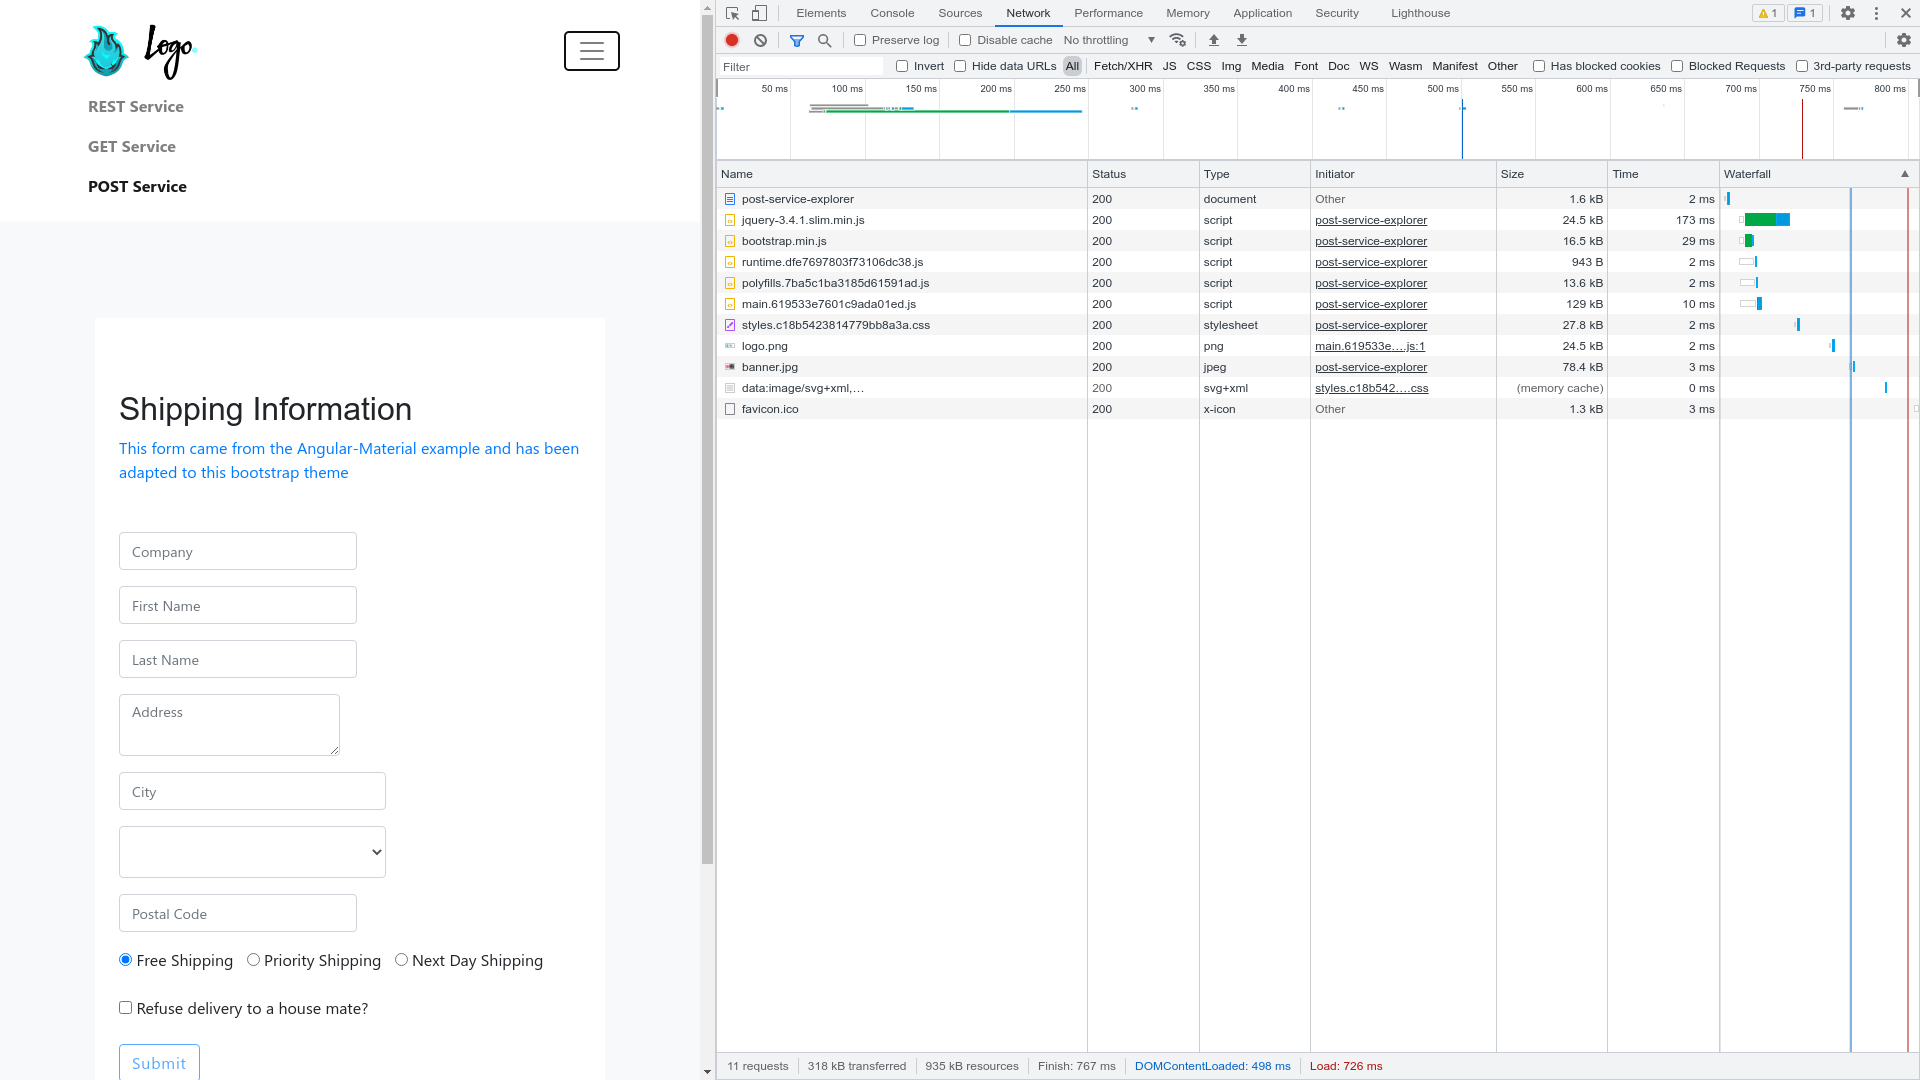 Logo.
REST Service
GET Service
POST Service
Shipping Information
This form came from the Angular-Material example and has been
adapted to this bootstrap theme
Company
First Name
Last Name
Address
City
Postal Code
Free Shipping Priority Shipping Next Day Shipping
Refuse delivery to a house mate?
Submit
Elements Console Sources Network Performance Memory Application Security Lighthouse 1 1
Preserve log Disable cache No throttling
Filter Invert Hide data URLs All Fetch/XHR JS CSS Img Media Font Doc WS Wasm Manifest Other Has blocked cookies Blocked Requests 3rd-party requests
50 ms 100 ms 150 ms 200 ms 250 ms 300 ms 350 ms 400 ms 450 ms 500 ms 550 ms 600 ms 650 ms 700 ms 750 ms 800 ms
Name Status Type Initiator Size Time Waterfall
post-service-explorer 200 document Other 1.6 kB 2 ms
jquery-3.4.1.slim.min.js 200 script post-service-explorer 24.5 kB 173 ms
bootstrap.min.js 200 script post-service-explorer 16.5 kB 29 ms
runtime.dfe7697803f73106dc38.js 200 script post-service-explorer 943 B 2 ms
polyfills.7ba5c1ba3185d61591ad.js 200 script post-service-explorer 13.6 kB 2 ms
main.619533e7601c9ada01ed.js 200 script post-service-explorer 129 kB 10 ms
styles.c18b5423814779bb8a3a.css 200 stylesheet post-service-explorer 27.8 kB 2 ms
logo.png 200 png main.619533e….js:1 24.5 kB 2 ms
banner.jpg 200 jpeg post-service-explorer 78.4 kB 3 ms
data:image/svg+xml,… 200 svg+xml styles.c18b542….css (memory cache) 0 ms
favicon.ico 200 x-icon Other 1.3 kB 3 ms
11 requests 318 kB transferred 935 kB resources Finish: 767 ms DOMContentLoaded: 498 ms Load: 726 ms